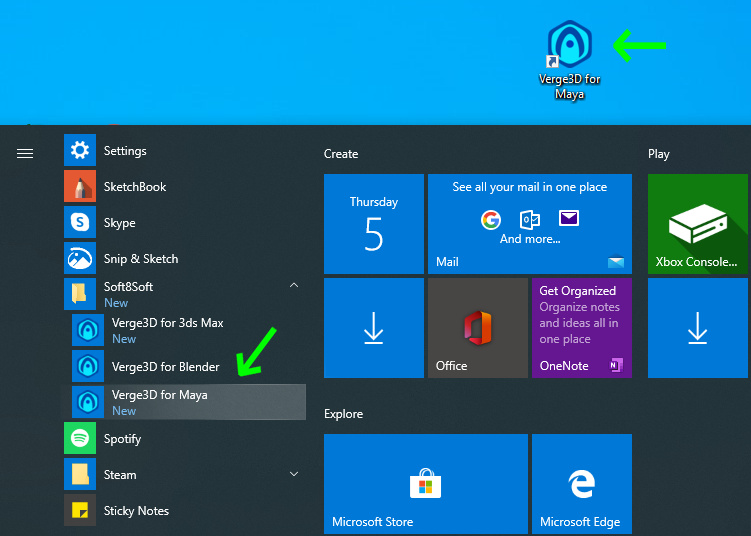 Verge3D for
Maya
Settings
SketchBook
Skype
Snip & Sketch
Soft8Soft
New
Verge3D for 3ds Max
New
Verge3D for Blender
Verge3D for Maya
New
Spotify
Steam
Sticky Notes
Create
Thursday
5
See all your mail in one place
And more...
Mail
Office
Get Organized
Organize notes
and ideas all in
one place
OneNote
N
Play
Xbox Console...
Explore
Microsoft Store
Microsoft Edge